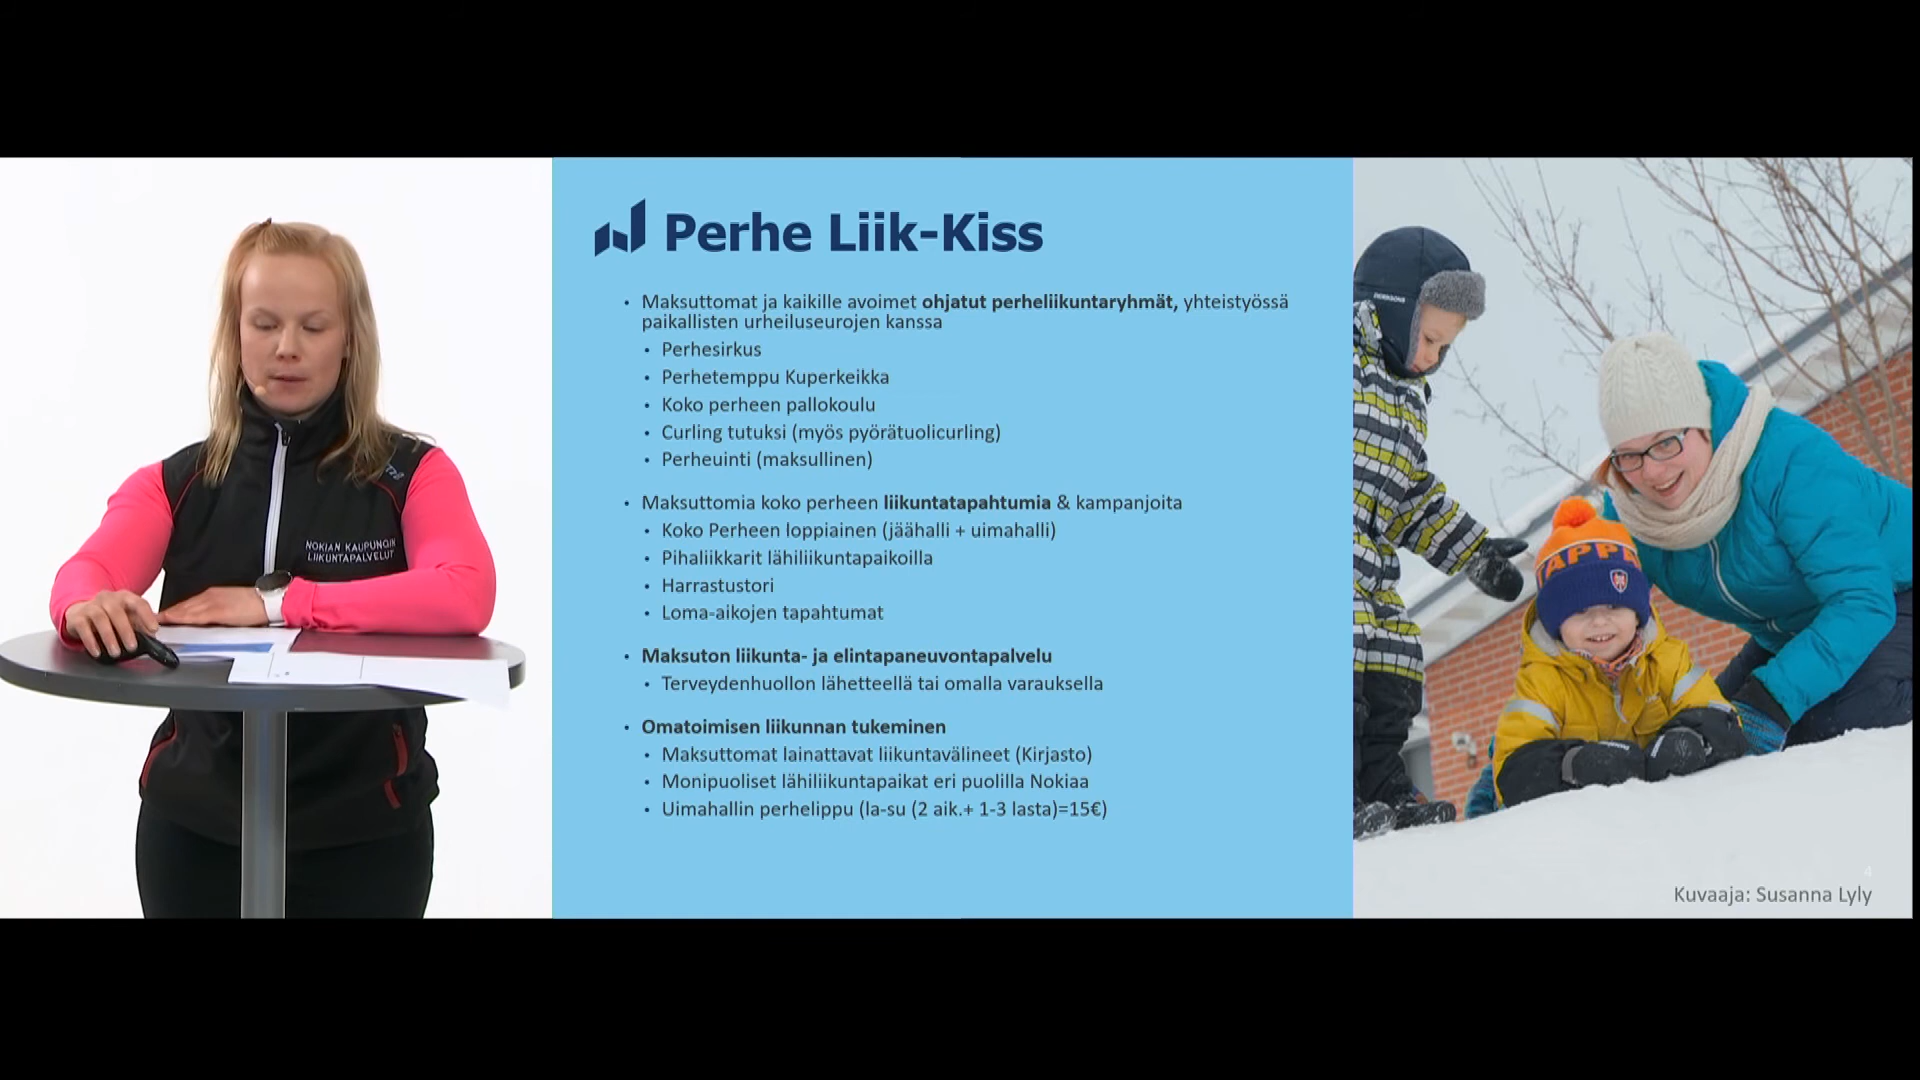 Perhe Liik-Kiss
• Maksuttomat ja kaikille avoimet ohjatut perheliikuntaryhmät, yhteistyössä
paikallisten urheiluseurojen kanssa
• Perhesirkus
• Perhetemppu Kuperkeikka
• Koko perheen pallokoulu
• Curling tutuksi (myös pyörätuolicurling)
• Perheuinti (maksullinen)
• Maksuttomia koko perheen liikuntatapahtumia & kampanjoita
• Koko Perheen loppiainen (jäähalli + uimahalli)
• Pihaliikkarit lähiliikuntapaikoilla
• Harrastustori
• Loma-aikojen tapahtumat
• Maksuton liikunta- ja elintapaneuvontapalvelu
• Terveydenhuollon lähetteellä tai omalla varauksella
• Omatoimisen liikunnan tukeminen
• Maksuttomat lainattavat liikuntavälineet (Kirjasto)
• Monipuoliset lähiliikuntapaikat eri puolilla Nokiaa
• Uimahallin perhelippu (la-su (2 aik.+ 1-3 lasta)=15€)
NOKIAN KAUPUNGIN
LIIKUNTAPALVELUT
TAPPE
4
Kuvaaja: Susanna Lyly